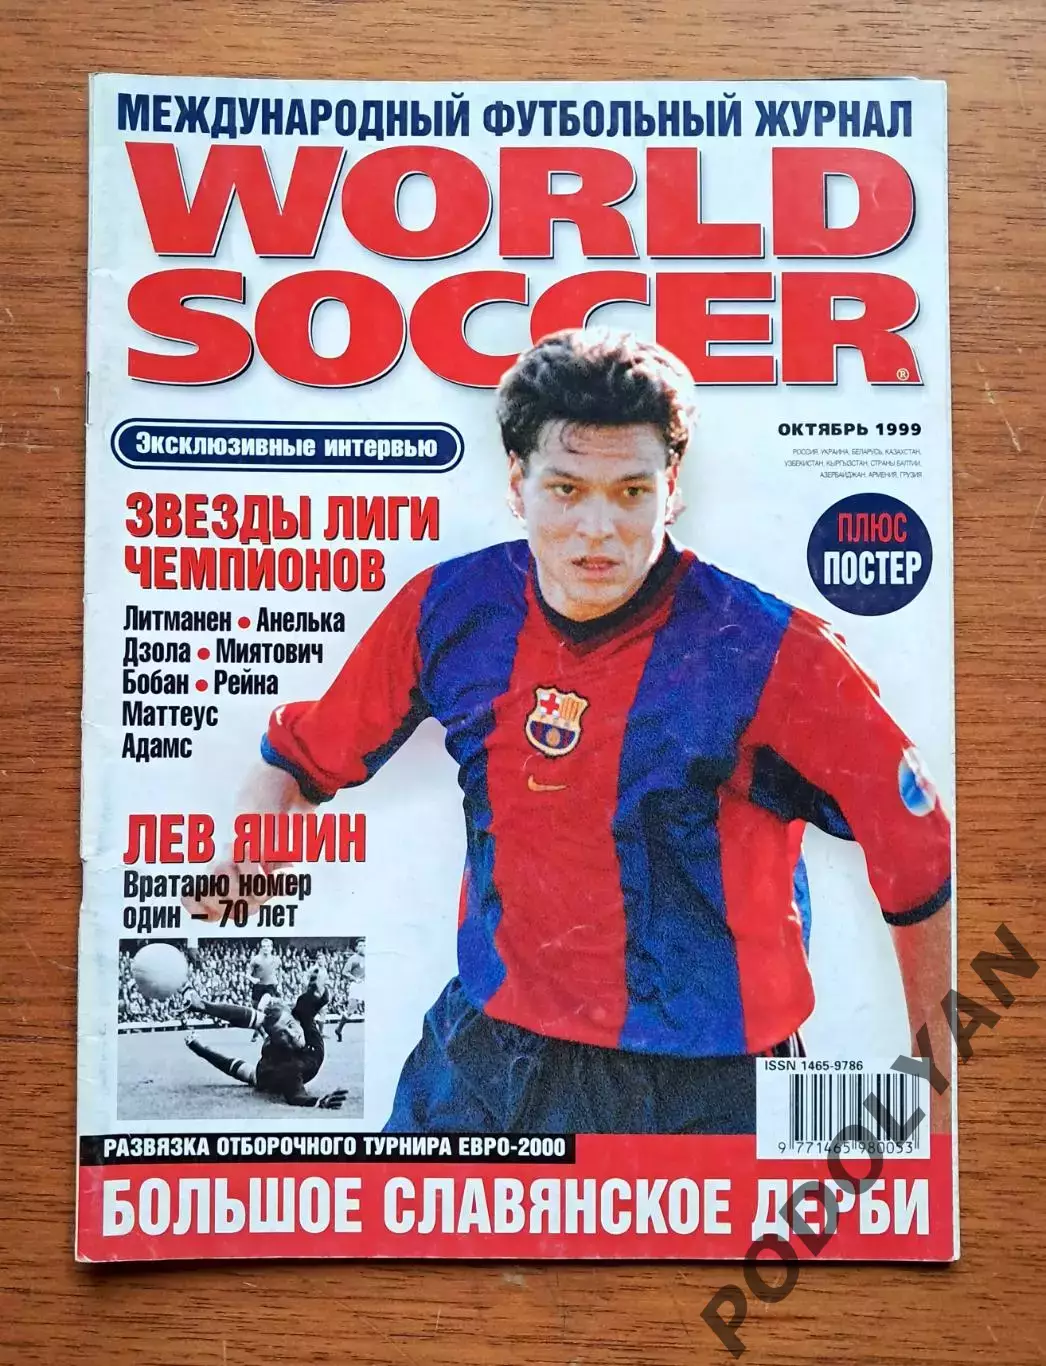 МЕЖДУНАРОДНЫЙ ФУТБОЛЬНЫЙ ЖУРНАЛ
WORLD
SOCCER
®
Эксклюзивные интервью
ОКТЯБРЬ 1999
РОССИЯ, УКРАИНА, БЕЛАРУСЬ, КАЗАХСТАН,
УЗБЕКИСТАН, КЫРГЫЗСТАН, СТРАНЫ БАЛТИИ,
АЗЕРБАЙДЖАН, АРМЕНИЯ, ГРУЗИЯ
ЗВЕЗДЫ ЛИГИ
ЧЕМПИОНОВ
ПЛЮС
ПОСТЕР
Литманен • Анелька
Дзола • Миятович
Бобан • Рейна
Маттеус
Адамс
ЛЕВ ЯШИН
Вратарю номер
один – 70 лет
ISSN 1465-9786
9 771465 980053
РАЗВЯЗКА ОТБОРОЧНОГО ТУРНИРА ЕВРО-2000
БОЛЬШОЕ СЛАВЯНСКОЕ ДЕРБИ
PODOLYAN